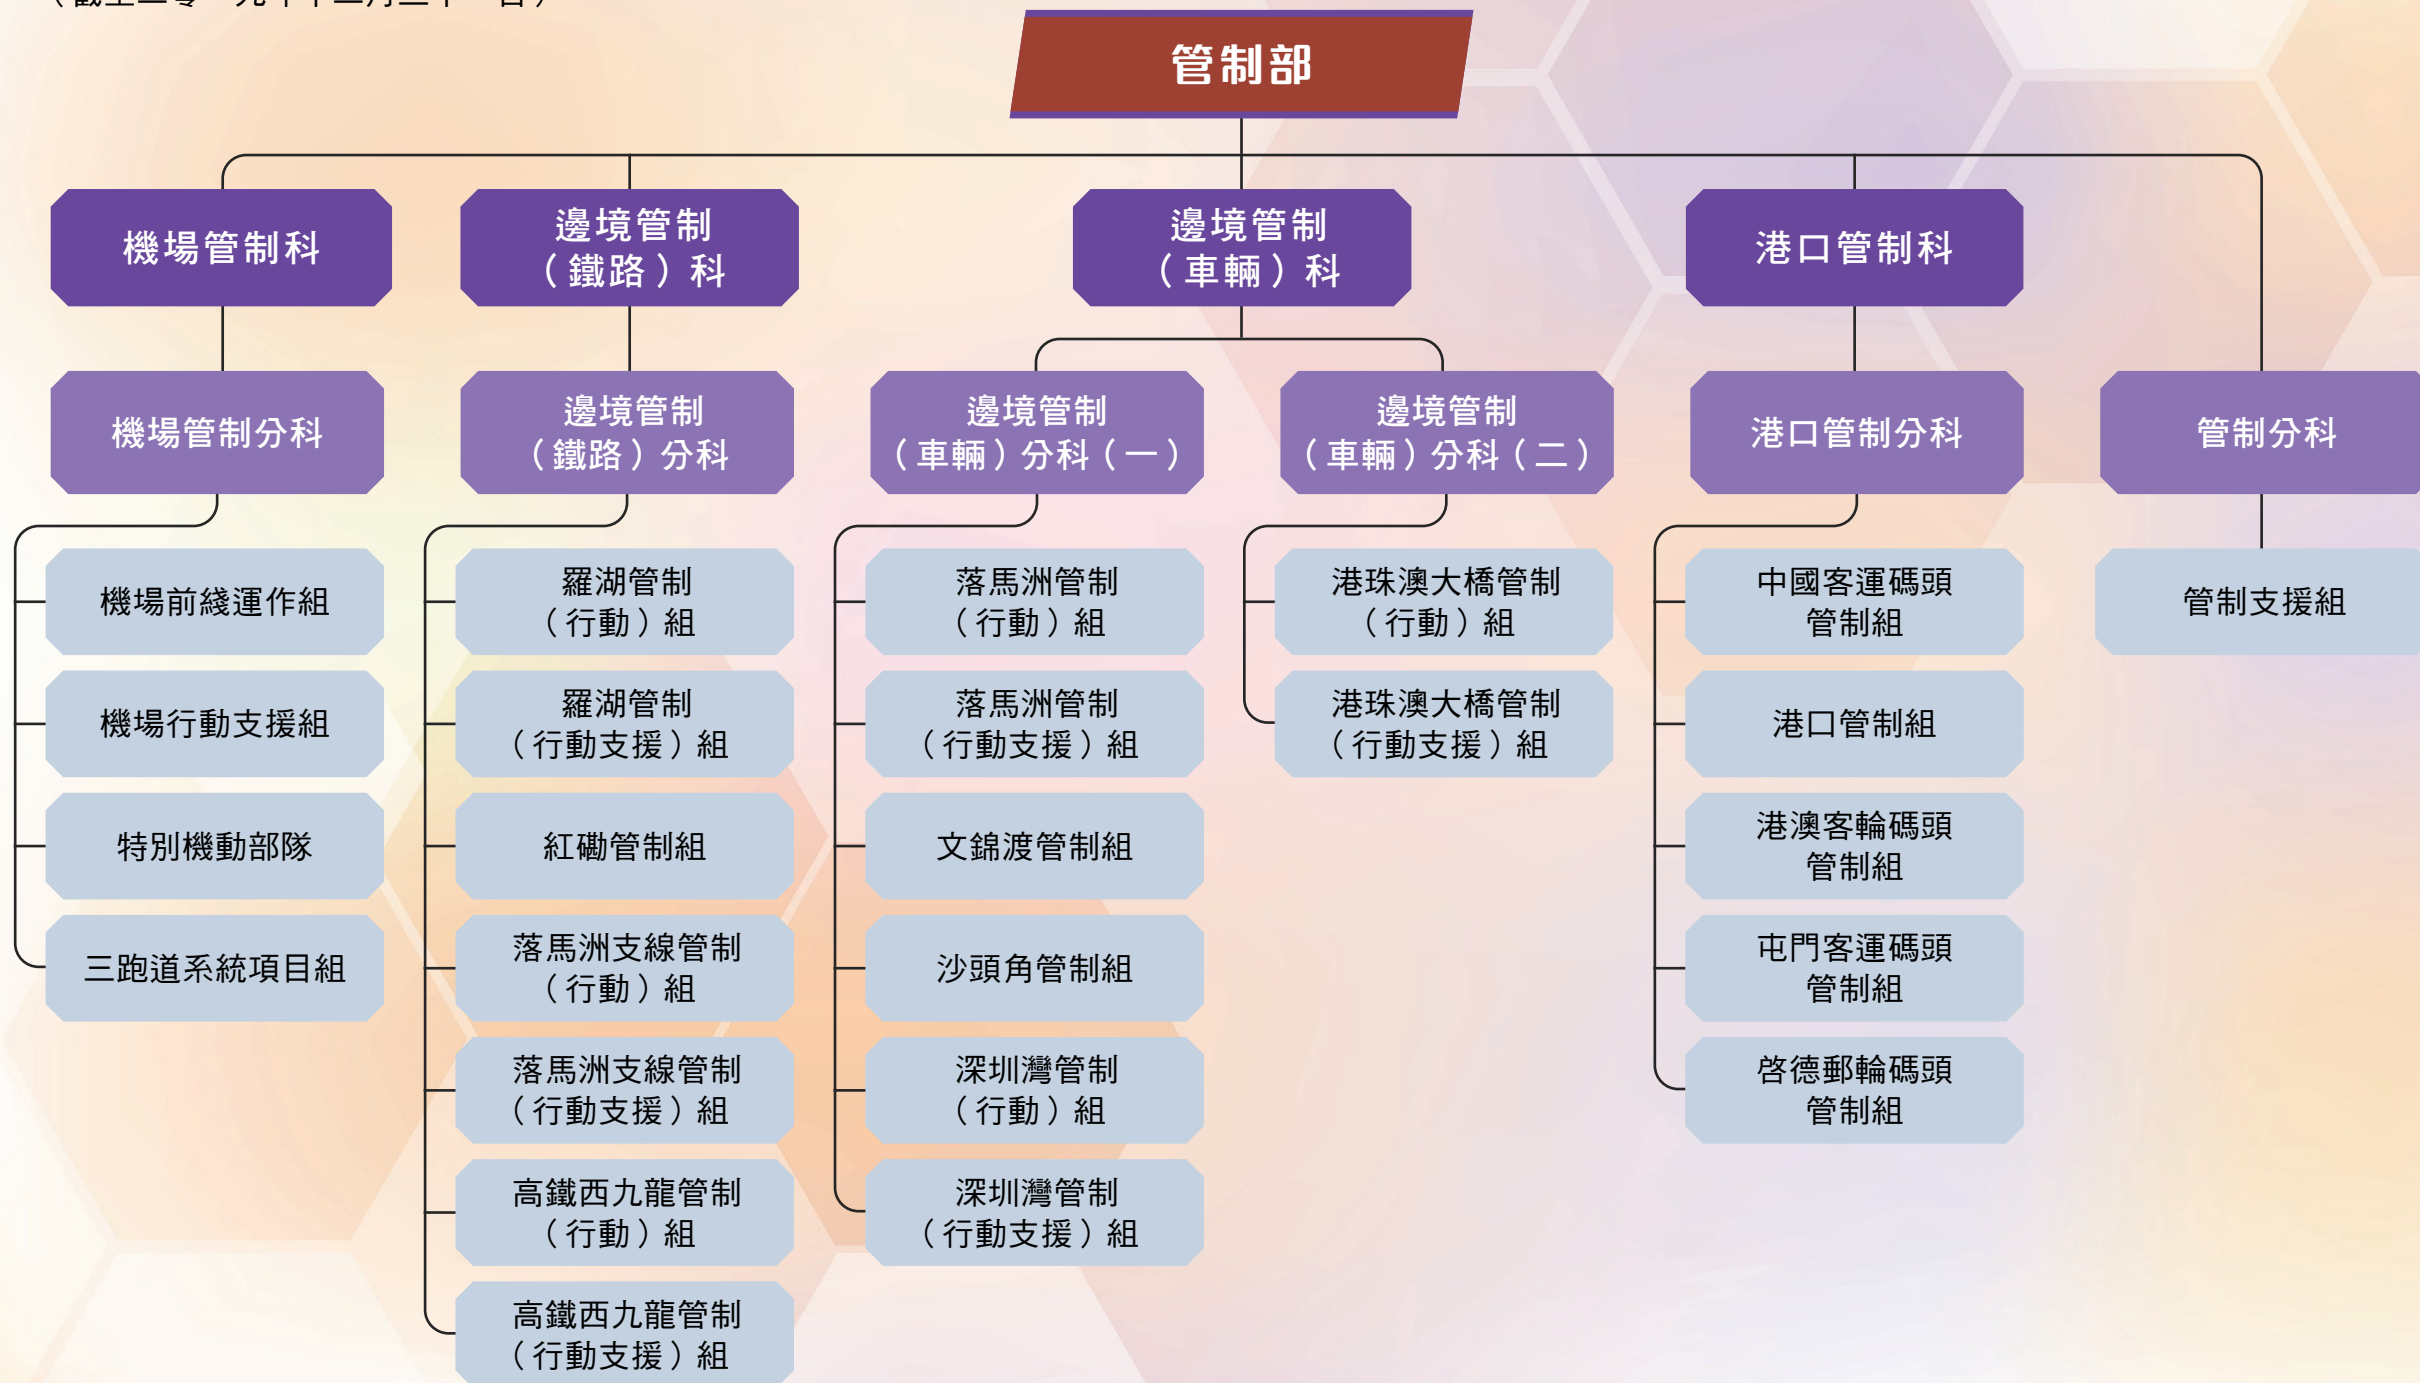 管制部
機場管制科
邊境管制
（鐵路）科
邊境管制
（車輛）科
港口管制科
機場管制分科
邊境管制
（鐵路）分科
邊境管制
（車輛）分科（一）
邊境管制
（車輛）分科（二）
港口管制分科
管制分科
機場前綫運作組
機場行動支援組
特別機動部隊
三跑道系統項目組
羅湖管制
（行動）組
羅湖管制
（行動支援）組
紅磡管制組
落馬洲支線管制
（行動）組
落馬洲支線管制
（行動支援）組
高鐵西九龍管制
（行動）組
高鐵西九龍管制
（行動支援）組
落馬洲管制
（行動）組
落馬洲管制
（行動支援）組
文錦渡管制組
沙頭角管制組
深圳灣管制
（行動）組
深圳灣管制
（行動支援）組
港珠澳大橋管制
（行動）組
港珠澳大橋管制
（行動支援）組
中國客運碼頭
管制組
港口管制組
港澳客輪碼頭
管制組
屯門客運碼頭
管制組
啓德郵輪碼頭
管制組
管制支援組